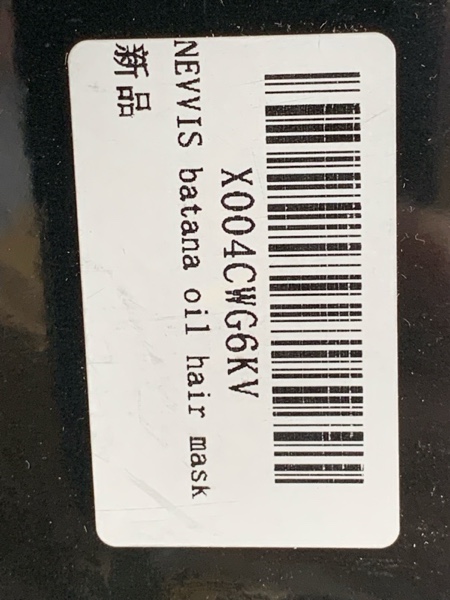 X004CWG6KV
NEVVIS batana oil hair mask
新品